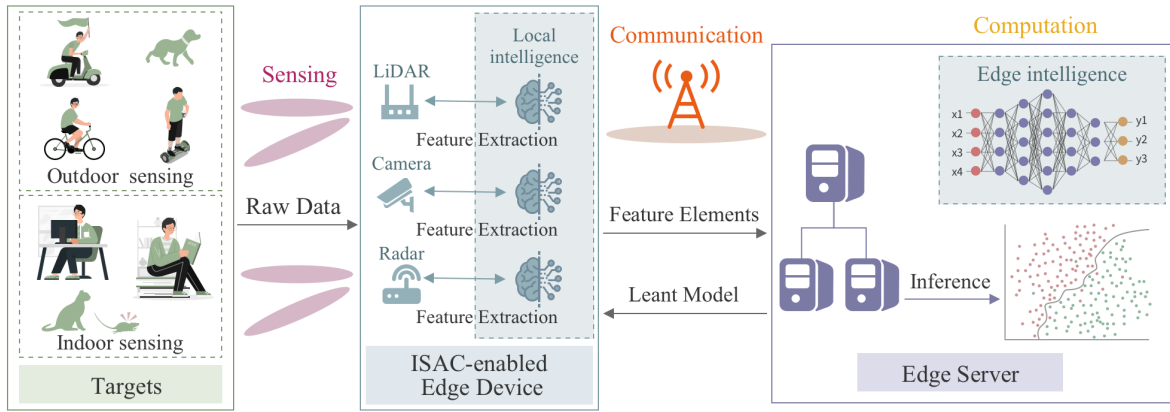 Outdoor sensing
Indoor sensing
Targets
Sensing
Raw Data
Local
intelligence
LiDAR
Feature Extraction
Camera
Feature Extraction
Radar
Feature Extraction
ISAC-enabled
Edge Device
Communication
Feature Elements
Leant Model
Computation
Edge intelligence
x1
x2
x3
x4
y1
y2
y3
Inference
Edge Server